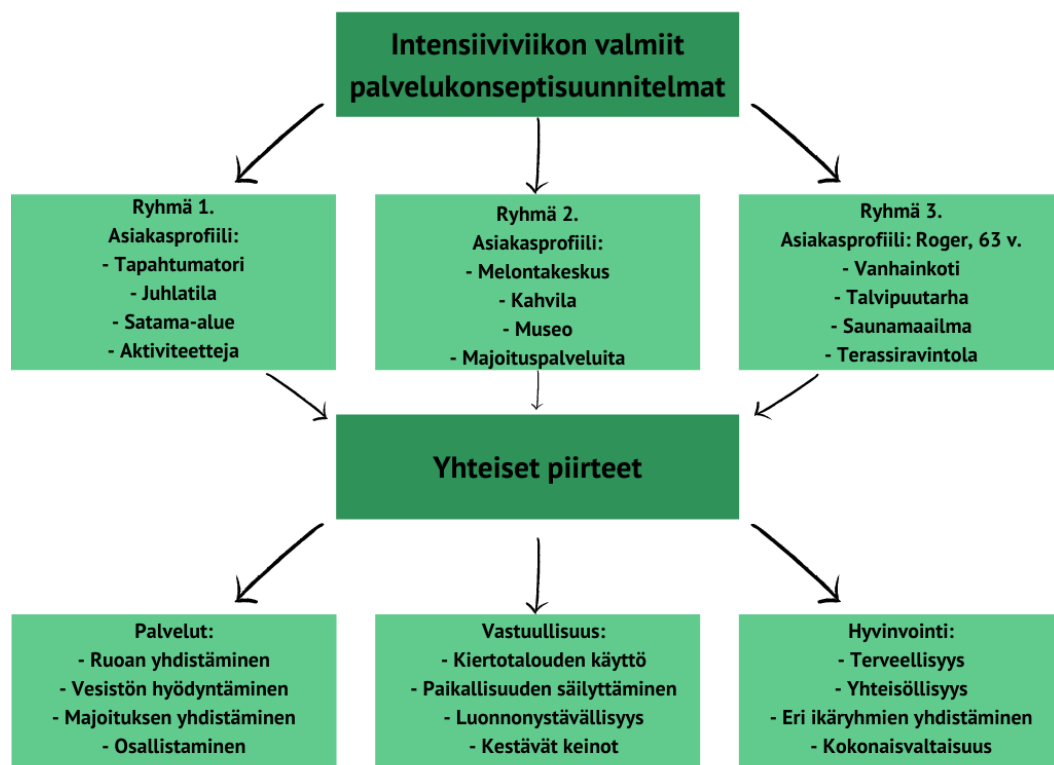 Intensiiviviikon valmiit
palvelukonseptisuunnitelmat
Ryhmä 1.
Asiakasprofiili:
- Tapahtumatori
- Juhlatila
- Satama-alue
- Aktiviteetteja
Ryhmä 2.
Asiakasprofiili:
- Melontakeskus
- Kahvila
- Museo
- Majoituspalveluita
Ryhmä 3.
Asiakasprofiili: Roger, 63 v.
- Vanhainkoti
- Talvipuutarha
- Saunamaailma
- Terassiravintola
Yhteiset piirteet
Palvelut:
- Ruoan yhdistäminen
- Vesistön hyödyntäminen
- Majoituksen yhdistäminen
- Osallistaminen
Vastuullisuus:
- Kiertotalouden käyttö
- Paikallisuuden säilyttäminen
- Luonnonystävällisyys
- Kestävät keinot
Hyvinvointi:
- Terveellisyys
- Yhteisöllisyys
- Eri ikäryhmien yhdistäminen
- Kokonaisvaltaisuus